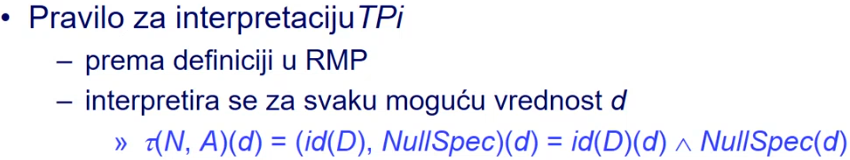 • Pravilo za interpretacijuTPi
– prema definiciji u RMP
– interpretira se za svaku moguću vrednost d
» τ(N, A)(d) = (id(D), NullSpec)(d) = id(D)(d) ∧ NullSpec(d)